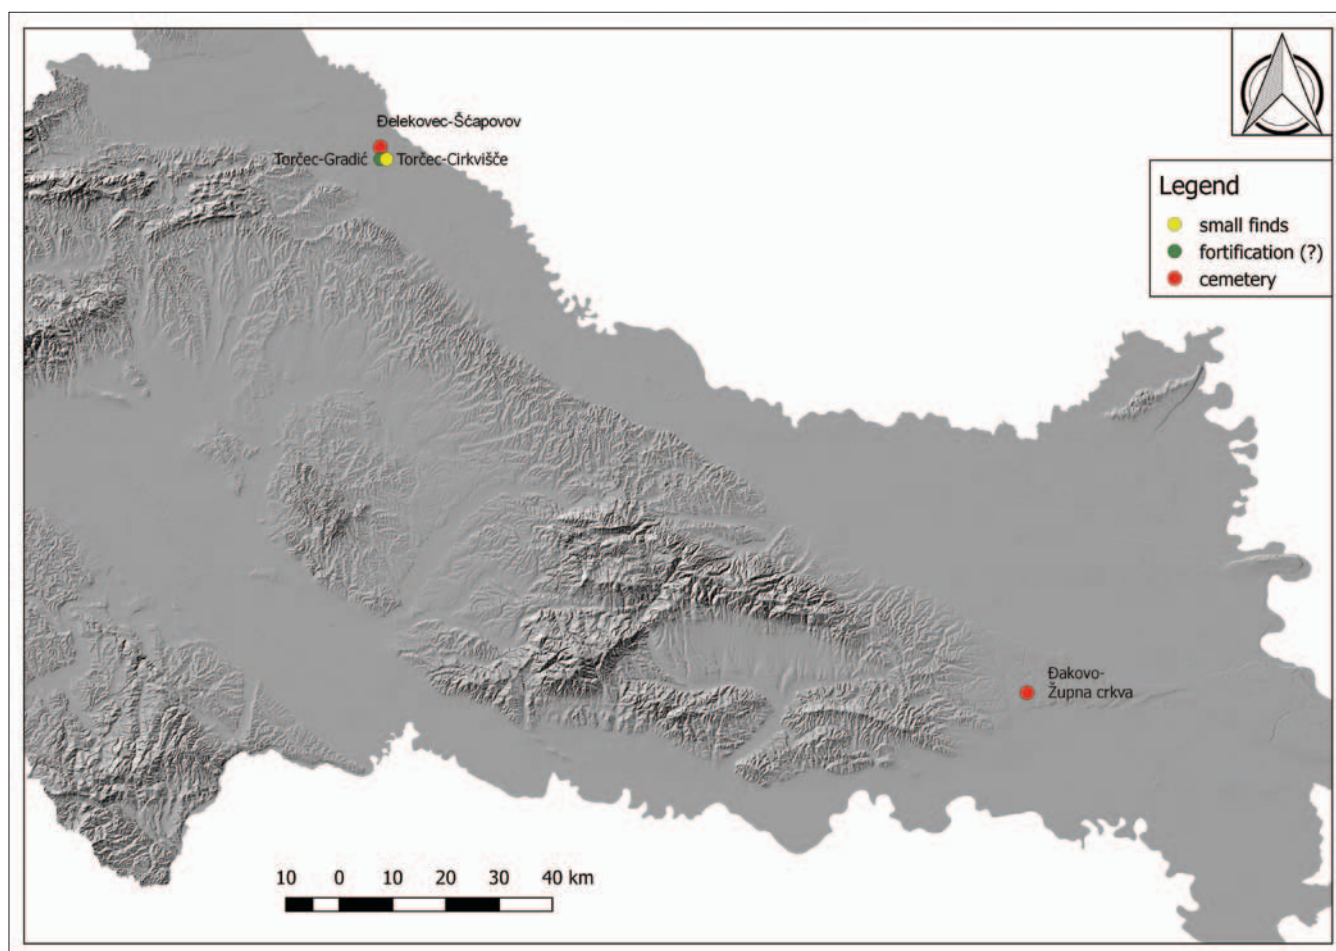 Đelekovec-Šćapovov
Torčec-Gradić
Torčec-Cirkvišče
Legend
small finds
fortification (?)
cemetery
Đakovo-
Župna crkva
10 0 10 20 30 40 km